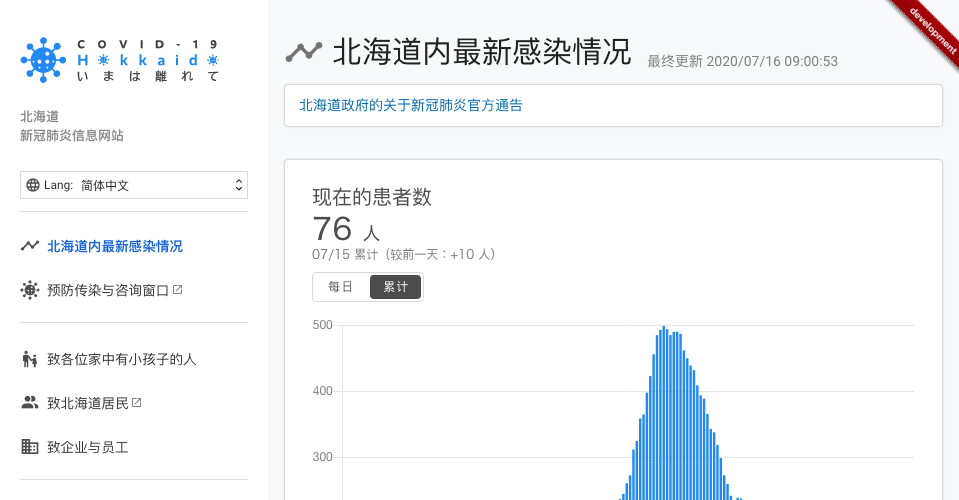 COVID-19
Hokkaido
いまは離れて
北海道
新冠肺炎信息网站
Lang: 简体中文
北海道内最新感染情况
预防传染与咨询窗口
致各位家中有小孩子的人
致北海道居民
致企业与员工
development
北海道内最新感染情况 最终更新 2020/07/16 09:00:53
北海道政府的关于新冠肺炎官方通告
现在的患者数
76 人
07/15 累计（较前一天：+10 人）
每日 累计
500
400
300